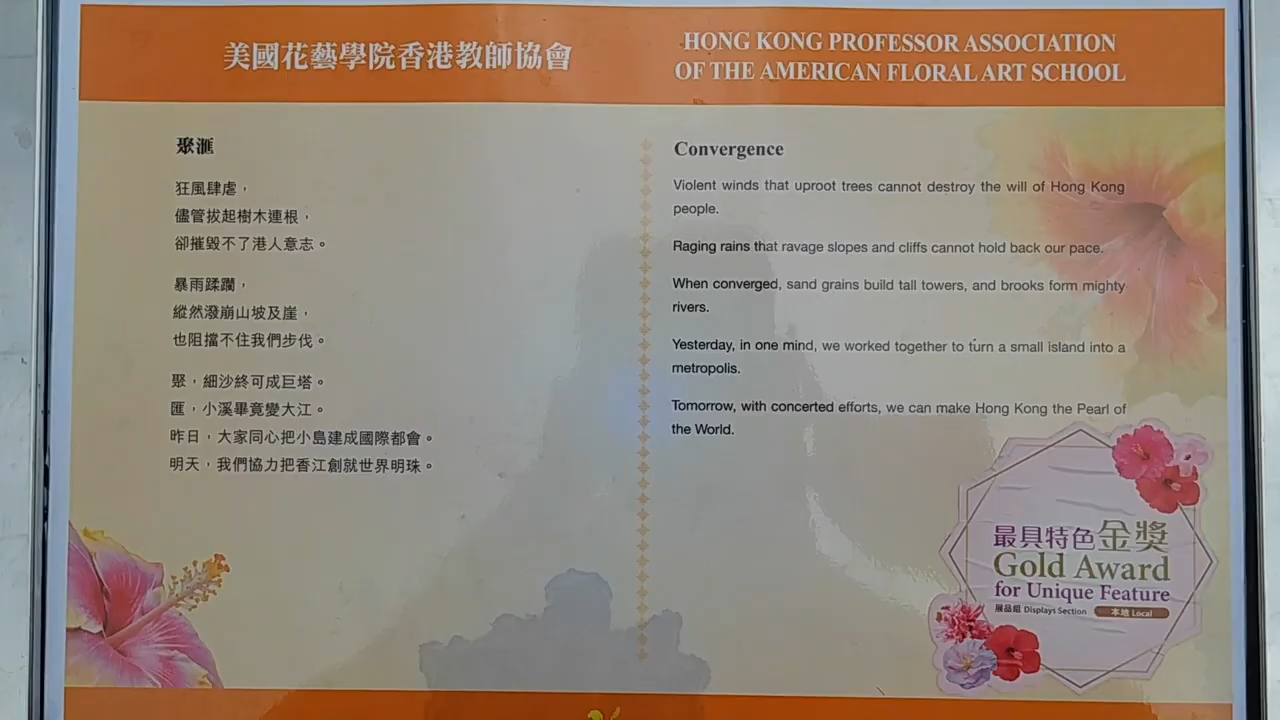 美國花藝學院香港教師協會
HONG KONG PROFESSOR ASSOCIATION
OF THE AMERICAN FLORAL ART SCHOOL
聚滙
狂風肆虐，
儘管拔起樹木連根，
卻摧毀不了港人意志。
暴雨蹂躪，
縱然潑崩山坡及崖，
也阻擋不住我們步伐。
聚，細沙終可成巨塔。
匯，小溪畢竟變大江。
昨日，大家同心把小島建成國際都會。
明天，我們協力把香江創就世界明珠。
Convergence
Violent winds that uproot trees cannot destroy the will of Hong Kong
people.
Raging rains that ravage slopes and cliffs cannot hold back our pace.
When converged, sand grains build tall towers, and brooks form mighty
rivers.
Yesterday, in one mind, we worked together to turn a small island into a
metropolis.
Tomorrow, with concerted efforts, we can make Hong Kong the Pearl of
the World.
最具特色金獎
Gold Award
for Unique Feature
展品組 Displays Section 本地 Local